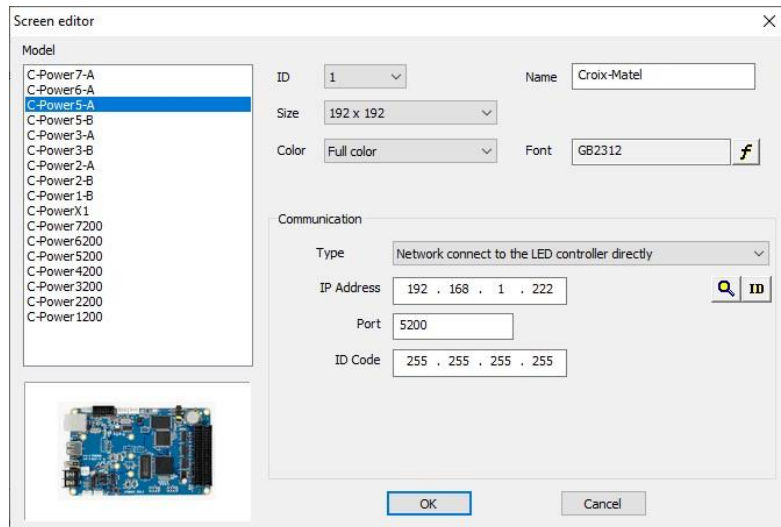 Screen editor
Model
C-Power7-A
C-Power6-A
C-Power5-A
C-Power5-B
C-Power3-A
C-Power3-B
C-Power2-A
C-Power2-B
C-Power1-B
C-PowerX1
C-Power7200
C-Power6200
C-Power5200
C-Power4200
C-Power3200
C-Power2200
C-Power1200
ID 1 Name Croix-Matel
Size 192 x 192
Color Full color Font GB2312 f
Communication
Type Network connect to the LED controller directly
IP Address 192 . 168 . 1 . 222 ID
Port 5200
ID Code 255 . 255 . 255 . 255
OK Cancel